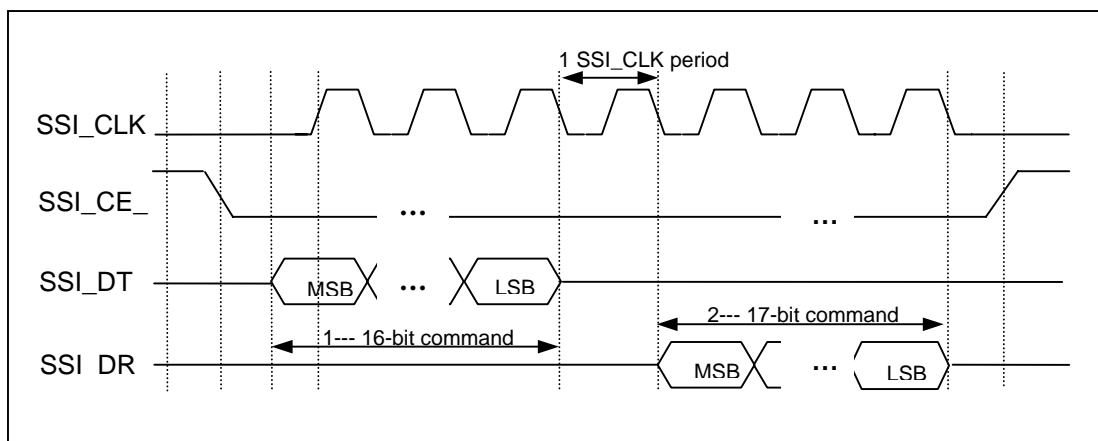 1 SSI_CLK period
SSI_CLK
SSI_CE_
...
...
SSI_DT
MSB
...
LSB
1--- 16-bit command
2--- 17-bit command
SSI DR
MSB
...
LSB